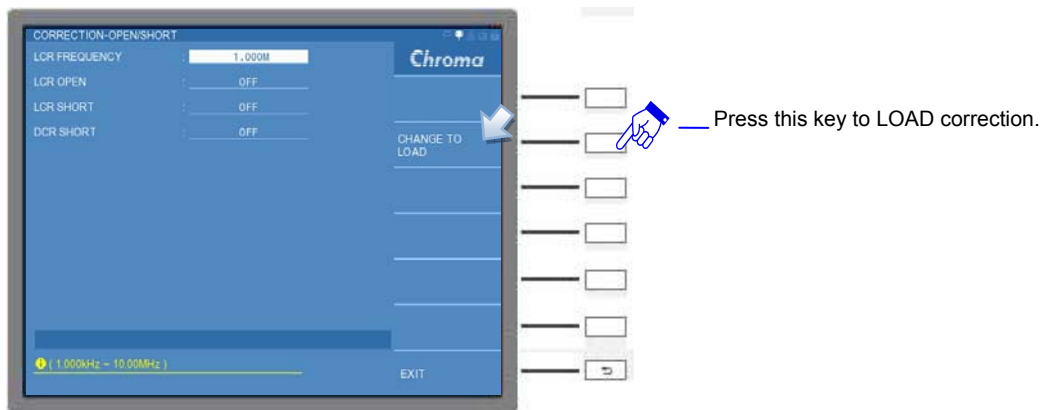 CORRECTION-OPEN/SHORT
LCR FREQUENCY : 1.000M
LCR OPEN : OFF
LCR SHORT : OFF
DCR SHORT : OFF
Chroma
CHANGE TO
LOAD
EXIT
( 1.000kHz ~ 10.00MHz )
Press this key to LOAD correction.